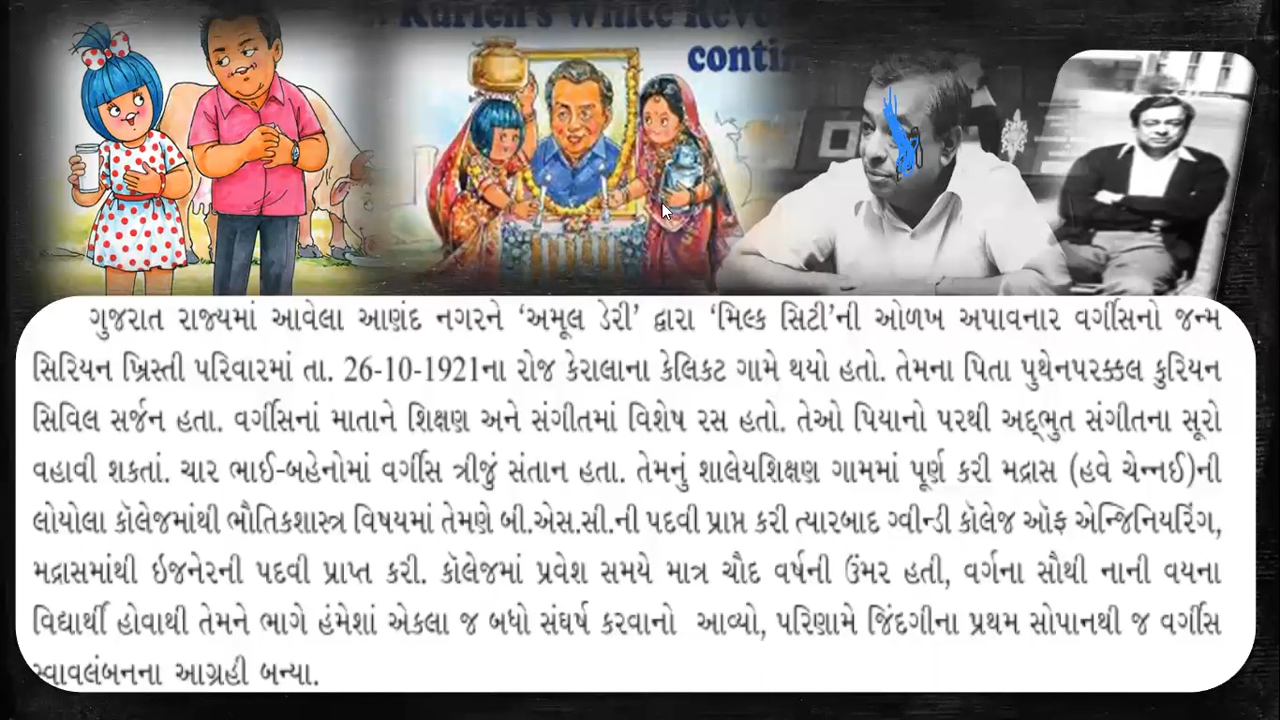 Kurien's White Revo
contin
ગુજરાત રાજ્યમાં આવેલા આણંદ નગરને ‘અમૂલ ડેરી’ દ્વારા ‘મિલ્ક સિટી’ની ઓળખ અપાવનાર વર્ગીસનો જન્મ
સિરિયન ખ્રિસ્તી પરિવારમાં તા. 26-10-1921ના રોજ કેરાલાના કેલિકટ ગામે થયો હતો. તેમના પિતા પુથેનપરક્કલ કુરિયન
સિવિલ સર્જન હતા. વર્ગીસનાં માતાને શિક્ષણ અને સંગીતમાં વિશેષ રસ હતો. તેઓ પિયાનો પરથી અદ્ભુત સંગીતના સૂરો
વહાવી શકતાં. ચાર ભાઈ-બહેનોમાં વર્ગીસ ત્રીજું સંતાન હતા. તેમનું શાલેયશિક્ષણ ગામમાં પૂર્ણ કરી મદ્રાસ (હવે ચેન્નઈ)ની
લોયોલા કૉલેજમાંથી ભૌતિકશાસ્ત્ર વિષયમાં તેમણે બી.એસ.સી.ની પદવી પ્રાપ્ત કરી ત્યારબાદ ગ્વીન્ડી કૉલેજ ઑફ એન્જિનિયરિંગ,
મદ્રાસમાંથી ઇજનેરની પદવી પ્રાપ્ત કરી. કૉલેજમાં પ્રવેશ સમયે માત્ર ચૌદ વર્ષની ઉંમર હતી, વર્ગના સૌથી નાની વયના
વિદ્યાર્થી હોવાથી તેમને ભાગે હંમેશાં એકલા જ બધો સંઘર્ષ કરવાનો આવ્યો, પરિણામે જિંદગીના પ્રથમ સોપાનથી જ વર્ગીસ
સ્વાવલંબનના આગ્રહી બન્યા.